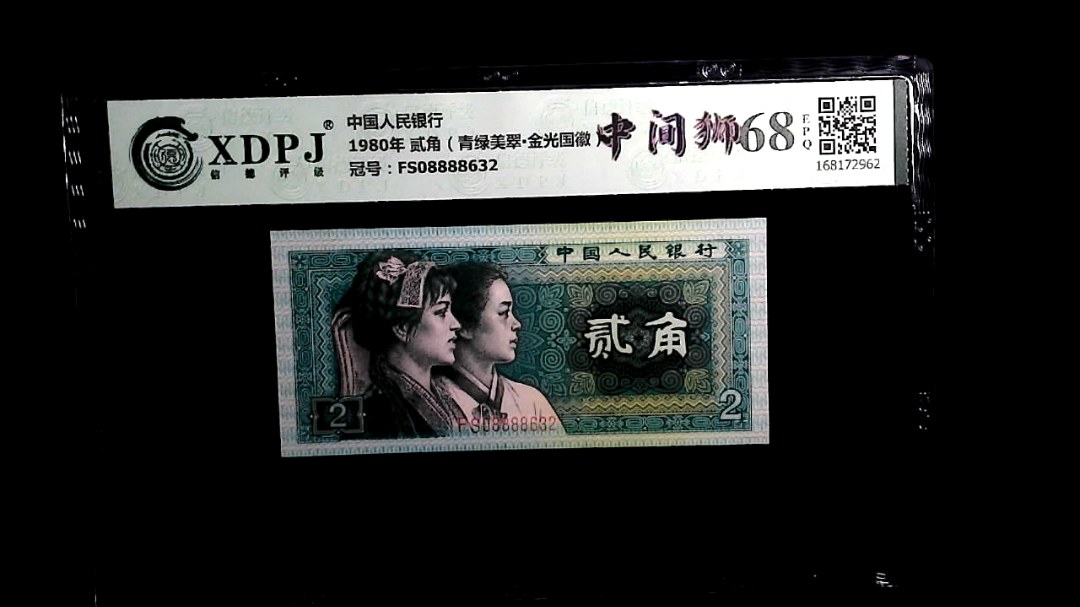 XDPJ®
信德评级
中国人民银行
1980年 贰角（青绿美翠·金光国徽）
冠号：FS08888632
中间狮
68
EPQ
168172962
中国人民银行
贰角
2
2
FS08888632